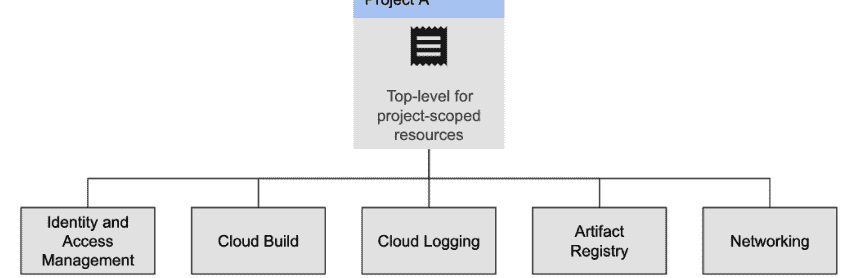 Project A
Top-level for
project-scoped
resources
Identity and
Access
Management
Cloud Build
Cloud Logging
Artifact
Registry
Networking